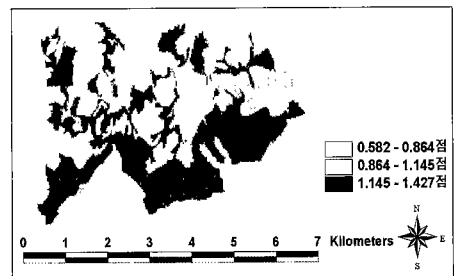 0.582 - 0.864점
0.864 - 1.145점
1.145 - 1.427점
N
E
S
0 1 2 3 4 5 6 7 Kilometers